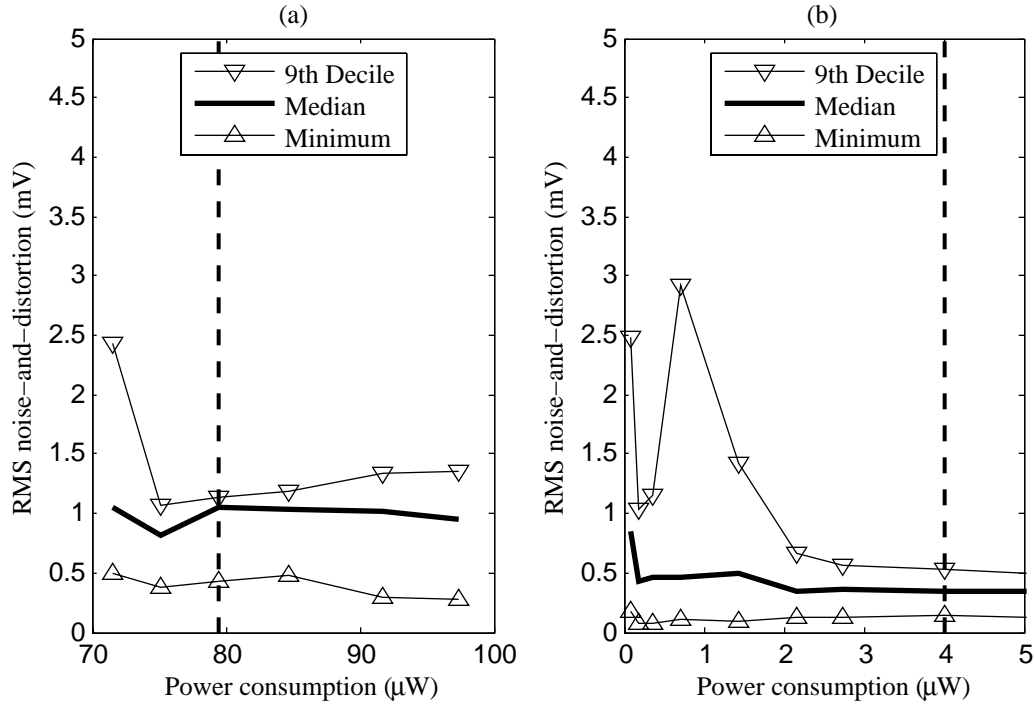 (a)
5
4.5
4
3.5
3
2.5
2
1.5
1
0.5
0
RMS noise−and−distortion (mV)
9th Decile
Median
Minimum
70 80 90 100
Power consumption (μW)
(b)
5
4.5
4
3.5
3
2.5
2
1.5
1
0.5
0
RMS noise−and−distortion (mV)
9th Decile
Median
Minimum
0 1 2 3 4 5
Power consumption (μW)